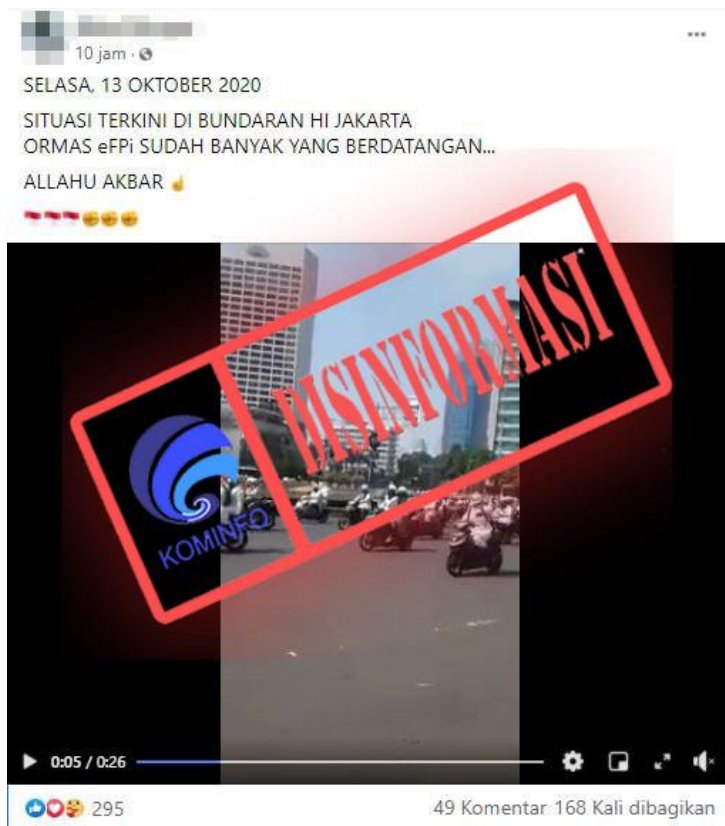 10 jam
SELASA, 13 OKTOBER 2020
SITUASI TERKINI DI BUNDARAN HI JAKARTA
ORMAS eFPi SUDAH BANYAK YANG BERDATANGAN...
ALLAHU AKBAR
DISINFORMASI
KOMINFO
0:05 / 0:26
295
49 Komentar 168 Kali dibagikan